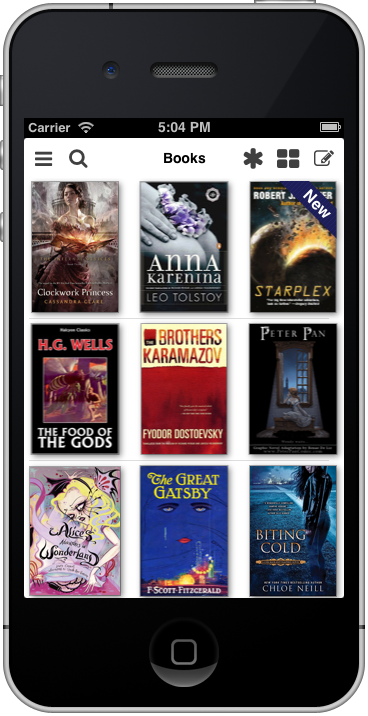 Carrier 5:04 PM
Books
Clockwork Princess
CASSANDRA CLARE
ANNA
KARENINA
LEO TOLSTOY
New
STARPLEX
Halcyon Classics
H.G. WELLS
THE FOOD OF
THE GODS
THE BROTHERS
KARAMAZOV
FYODOR DOSTOEVSKY
PETER PAN
Alice's
Adventures in
Wonderland
The GREAT
GATSBY
F·SCOTT·FITZGERALD
BITING
COLD
CHLOE NEILL